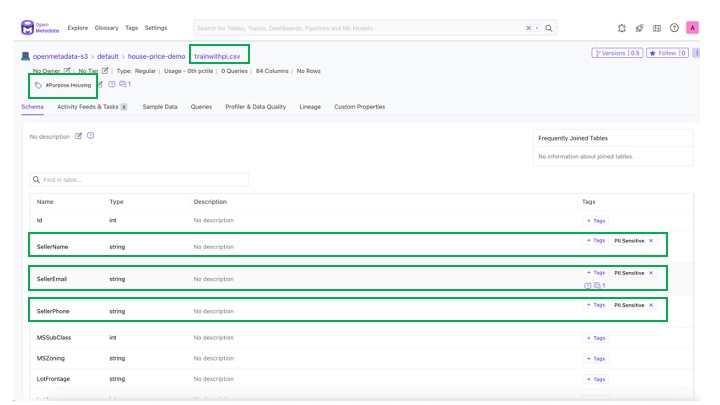 Open Metadata Explore Glossary Tags Settings Search for Tables, Topics, Dashboards, Pipelines and ML Models ⌘ + A
openmetadata-s3 > default > house-price-demo trainwithpi.csv Versions 0.5 Follow 0
No Owner | No Tier | Type: Regular | Usage - 0th pctile | 0 Queries | 84 Columns | No Rows
#Purpose.Housing 1
Schema Activity Feeds & Tasks Sample Data Queries Profiler & Data Quality Lineage Custom Properties
No description
Frequently Joined Tables
No information about joined tables.
Find in table...
Name Type Description Tags
Id int No description + Tags
SellerName string No description + Tags PII.Sensitive ×
SellerEmail string No description + Tags PII.Sensitive ×
1
SellerPhone string No description + Tags PII.Sensitive ×
MSSubClass int No description + Tags
MSZoning string No description + Tags
LotFrontage string No description + Tags